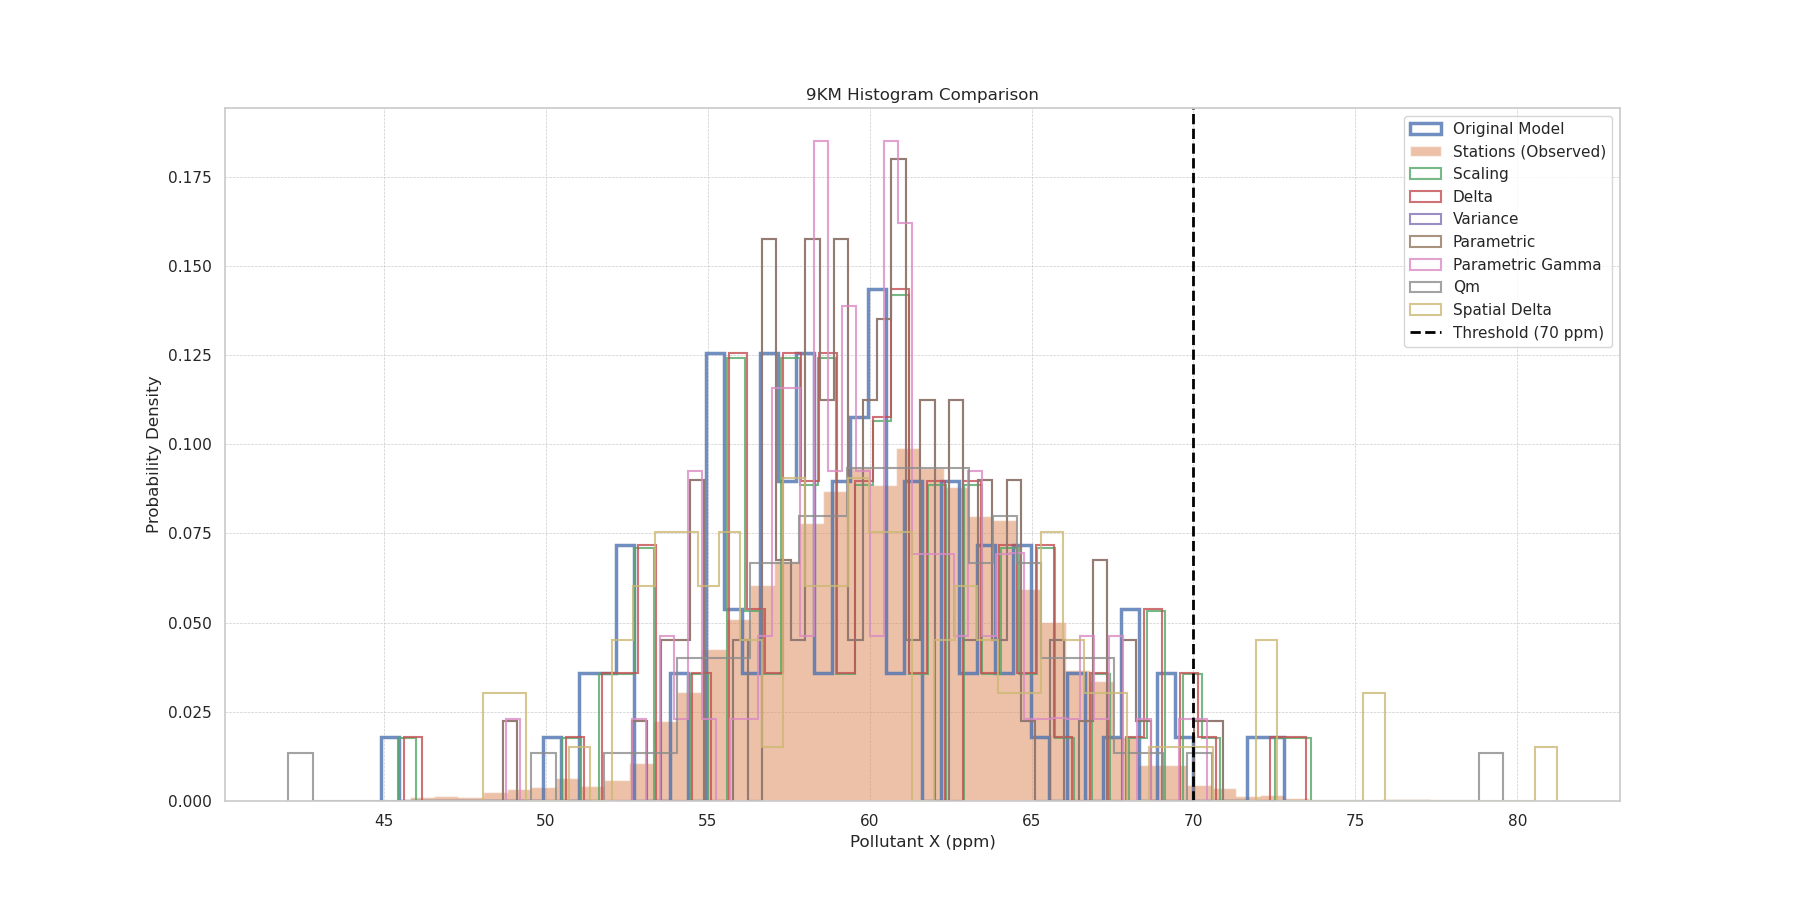 9KM Histogram Comparison
Original Model
Stations (Observed)
Scaling
Delta
Variance
Parametric
Parametric Gamma
Qm
Spatial Delta
Threshold (70 ppm)
Probability Density
0.175
0.150
0.125
0.100
0.075
0.050
0.025
0.000
45 50 55 60 65 70 75 80
Pollutant X (ppm)